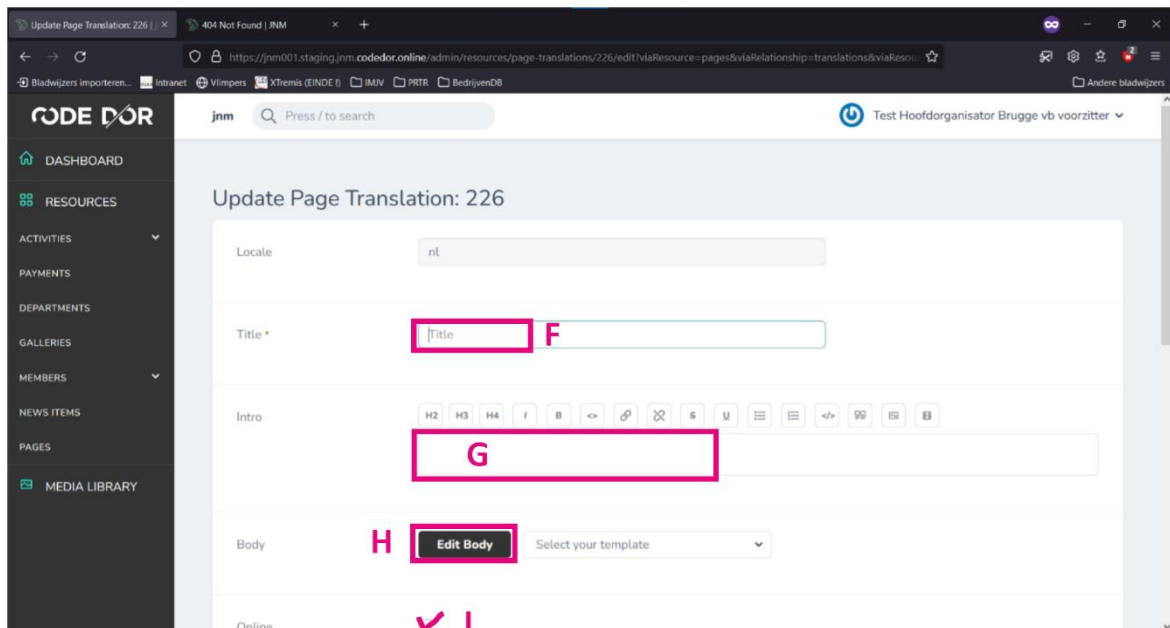 Update Page Translation: 226 | J
404 Not Found | JNM
https://jnm001.staging.jnm.codedor.online/admin/resources/page-translations/226/edit?viaResource=pages&viaRelationship=translations&viaResou
2
Bladwijzers importeren... Intranet Vlimpers XTremis (EINDE !) IMJV PRTR BedrijvenDB Andere bladwijzers
CODE D'OR
jnm Press / to search Test Hoofdorganisator Brugge vb voorzitter
DASHBOARD
RESOURCES
ACTIVITIES
PAYMENTS
DEPARTMENTS
GALLERIES
MEMBERS
NEWS ITEMS
PAGES
MEDIA LIBRARY
Update Page Translation: 226
Locale nl
Title * Title F
Intro H2 H3 H4 I B <> S U </>
G
Body H Edit Body Select your template
Online I